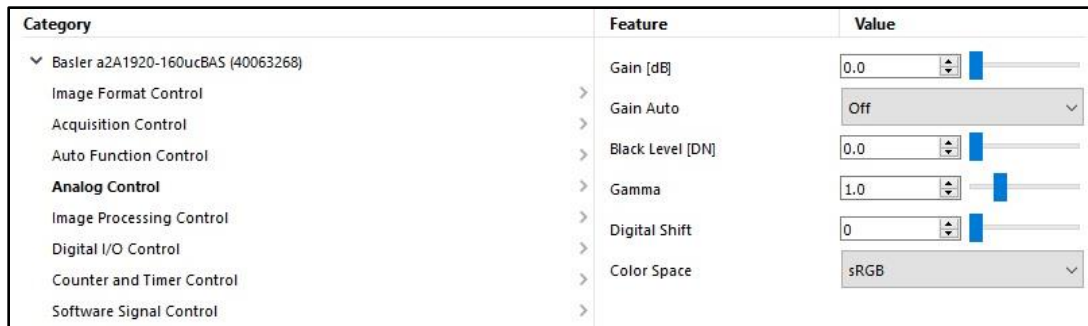 Category Feature Value
Basler a2A1920-160ucBAS (40063268)
Image Format Control
Acquisition Control
Auto Function Control
Analog Control
Image Processing Control
Digital I/O Control
Counter and Timer Control
Software Signal Control
Gain [dB] 0.0
Gain Auto Off
Black Level [DN] 0.0
Gamma 1.0
Digital Shift 0
Color Space sRGB